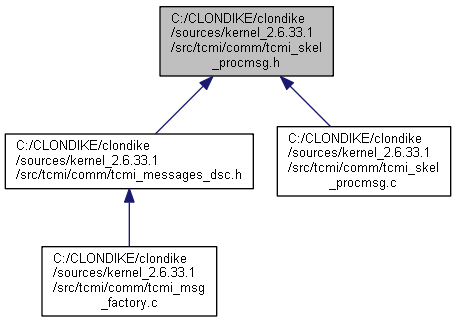 C:/CLONDIKE/clondike
/sources/kernel_2.6.33.1
/src/tcmi/comm/tcmi_skel
_procmsg.h
C:/CLONDIKE/clondike
/sources/kernel_2.6.33.1
/src/tcmi/comm/tcmi_messages_dsc.h
C:/CLONDIKE/clondike
/sources/kernel_2.6.33.1
/src/tcmi/comm/tcmi_skel
_procmsg.c
C:/CLONDIKE/clondike
/sources/kernel_2.6.33.1
/src/tcmi/comm/tcmi_msg
_factory.c